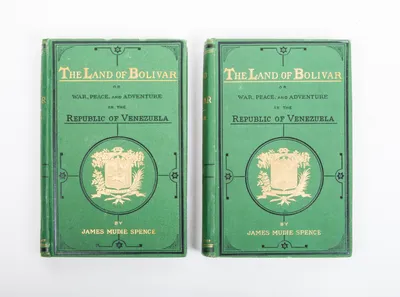 THE LAND OF BOLIVAR
OR
WAR, PEACE, AND ADVENTURE
IN THE
REPUBLIC OF VENEZUELA
BY
JAMES MUDIE SPENCE
THE LAND OF BOLIVAR
OR
WAR, PEACE, AND ADVENTURE
IN THE
REPUBLIC OF VENEZUELA
BY
JAMES MUDIE SPENCE